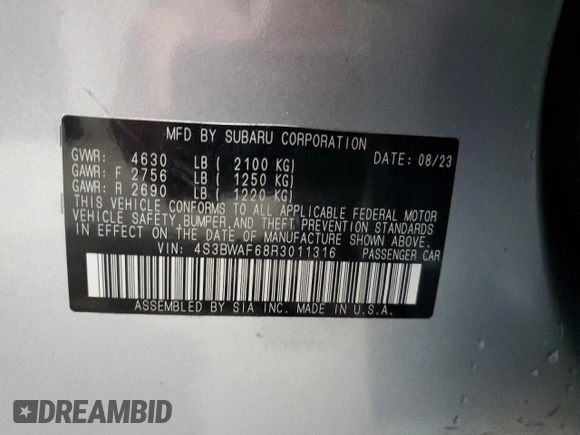 MFD BY SUBARU CORPORATION
GVWR: 4630 LB ( 2100 KG) DATE: 08/23
GAWR: F 2756 LB ( 1250 KG)
GAWR: R 2690 LB ( 1220 KG)
THIS VEHICLE CONFORMS TO ALL APPLICABLE FEDERAL MOTOR
VEHICLE SAFETY, BUMPER, AND THEFT PREVENTION STANDARDS
IN EFFECT ON THE DATE OF MANUFACTURE SHOWN ABOVE.
VIN: 4S3BWAF68R3011316 PASSENGER CAR
ASSEMBLED BY SIA INC. MADE IN U.S.A.
DREAMBID